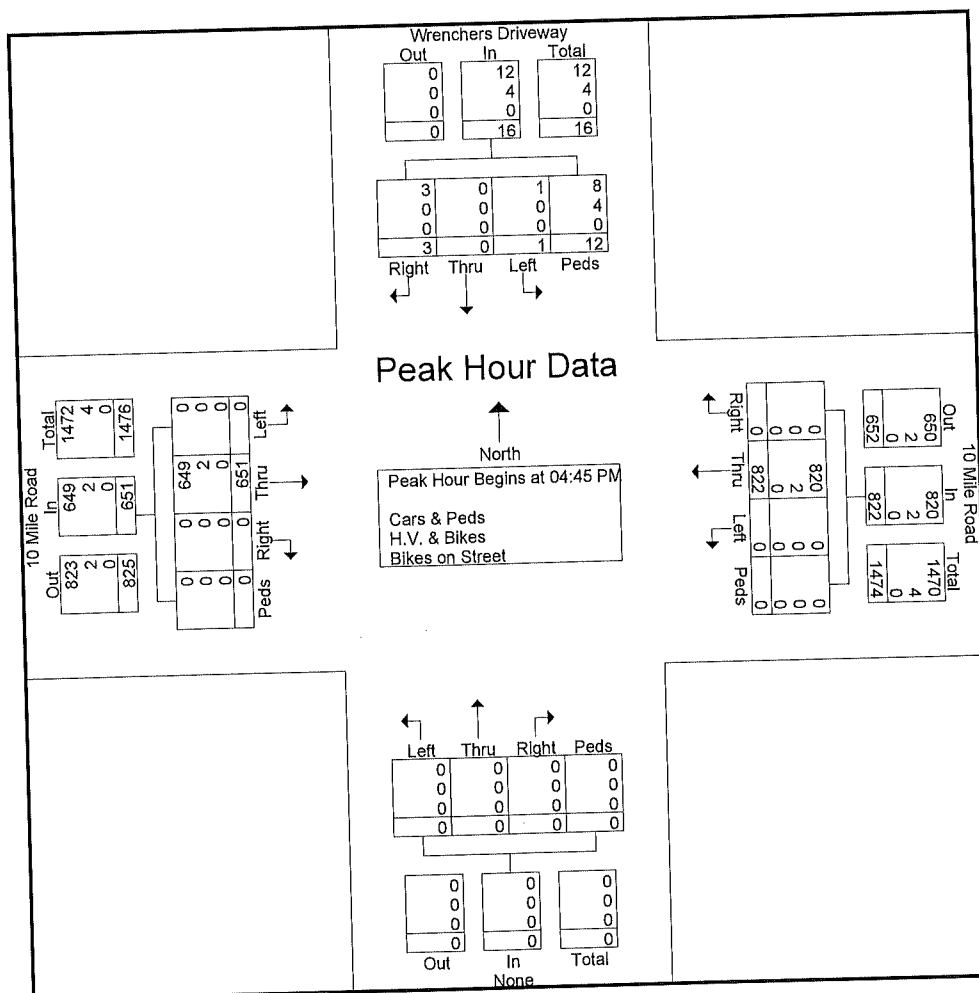 Wrenchers Driveway
Out In Total
0 12 12
0 4 4
0 0 0
0 16 16
3 0 1 8
0 0 0 4
0 0 0 0
3 0 1 12
Right Thru Left Peds
Peak Hour Data
North
Peak Hour Begins at 04:45 PM
Cars & Peds
H.V. & Bikes
Bikes on Street
10 Mile Road
Out In Total
823 649 1472
2 2 4
0 0 0
825 651 1476
Peds Right Thru Left
0 0 649 0
0 0 2 0
0 0 0 0
0 0 651 0
10 Mile Road
Out In Total
650 820 1470
2 2 4
0 0 0
652 822 1474
Right Thru Left Peds
0 820 0 0
0 2 0 0
0 0 0 0
0 822 0 0
Left Thru Right Peds
0 0 0 0
0 0 0 0
0 0 0 0
0 0 0 0
0 0 0
0 0 0
0 0 0
0 0 0
Out In Total
None